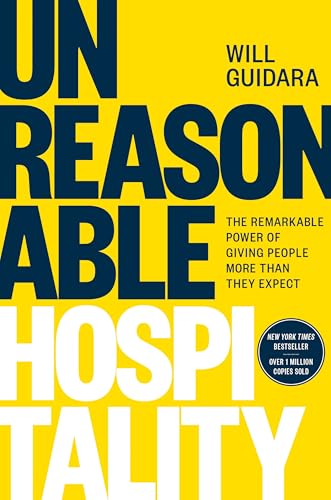 UN
REASON
ABLE
HOSPI
TALITY
WILL
GUIDARA
THE REMARKABLE
POWER OF
GIVING PEOPLE
MORE THAN
THEY EXPECT
NEW YORK TIMES
BESTSELLER
OVER 1 MILLION
COPIES SOLD